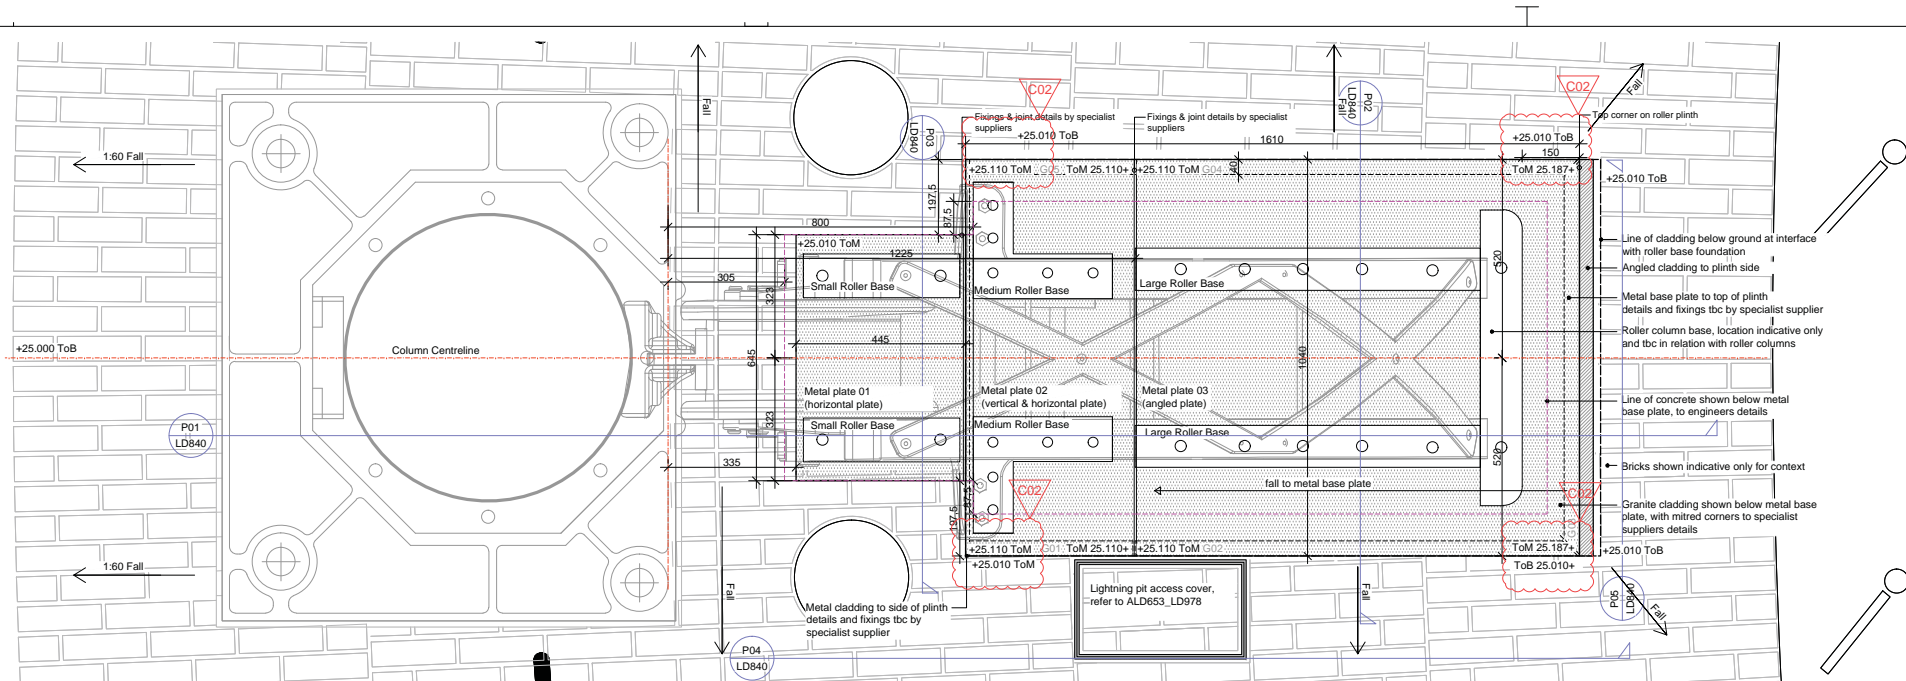 C02
C02
Fall
Fall
P02
LD840
Fall
Fixings & joint details by specialist
suppliers
Fixings & joint details by specialist
suppliers
Top corner on roller plinth
P03
LD840
+25.010 ToB
1610
+25.010 ToB
150
1:60 Fall
+25.110 ToM
G05
ToM 25.110+
+25.110 ToM
G04
40
ToM 25.187+
+25.010 ToB
197,5
87,5
800
+25.010 ToM
1225
305
323
520
Small Roller Base
Medium Roller Base
Large Roller Base
Line of cladding below ground at interface
with roller base foundation
Angled cladding to plinth side
Metal base plate to top of plinth
details and fixings tbc by specialist supplier
Roller column base, location indicative only
and tbc in relation with roller columns
+25.000 ToB
Column Centreline
445
645
1040
Metal plate 01
(horizontal plate)
Metal plate 02
(vertical & horizontal plate)
Metal plate 03
(angled plate)
Line of concrete shown below metal
base plate, to engineers details
P01
LD840
323
Small Roller Base
Medium Roller Base
Large Roller Base
520
335
Bricks shown indicative only for context
fall to metal base plate
C02
C02
87,5
197,5
Granite cladding shown below metal base
plate, with mitred corners to specialist
suppliers details
+25.110 ToM
G01
ToM 25.110+
+25.110 ToM
G02
ToM 25.187+
+25.010 ToB
+25.010 ToM
ToB 25.010+
1:60 Fall
Fall
Lightning pit access cover,
refer to ALD653_LD978
Fall
P05
LD840
Fall
Metal cladding to side of plinth
details and fixings tbc by
specialist supplier
P04
LD840